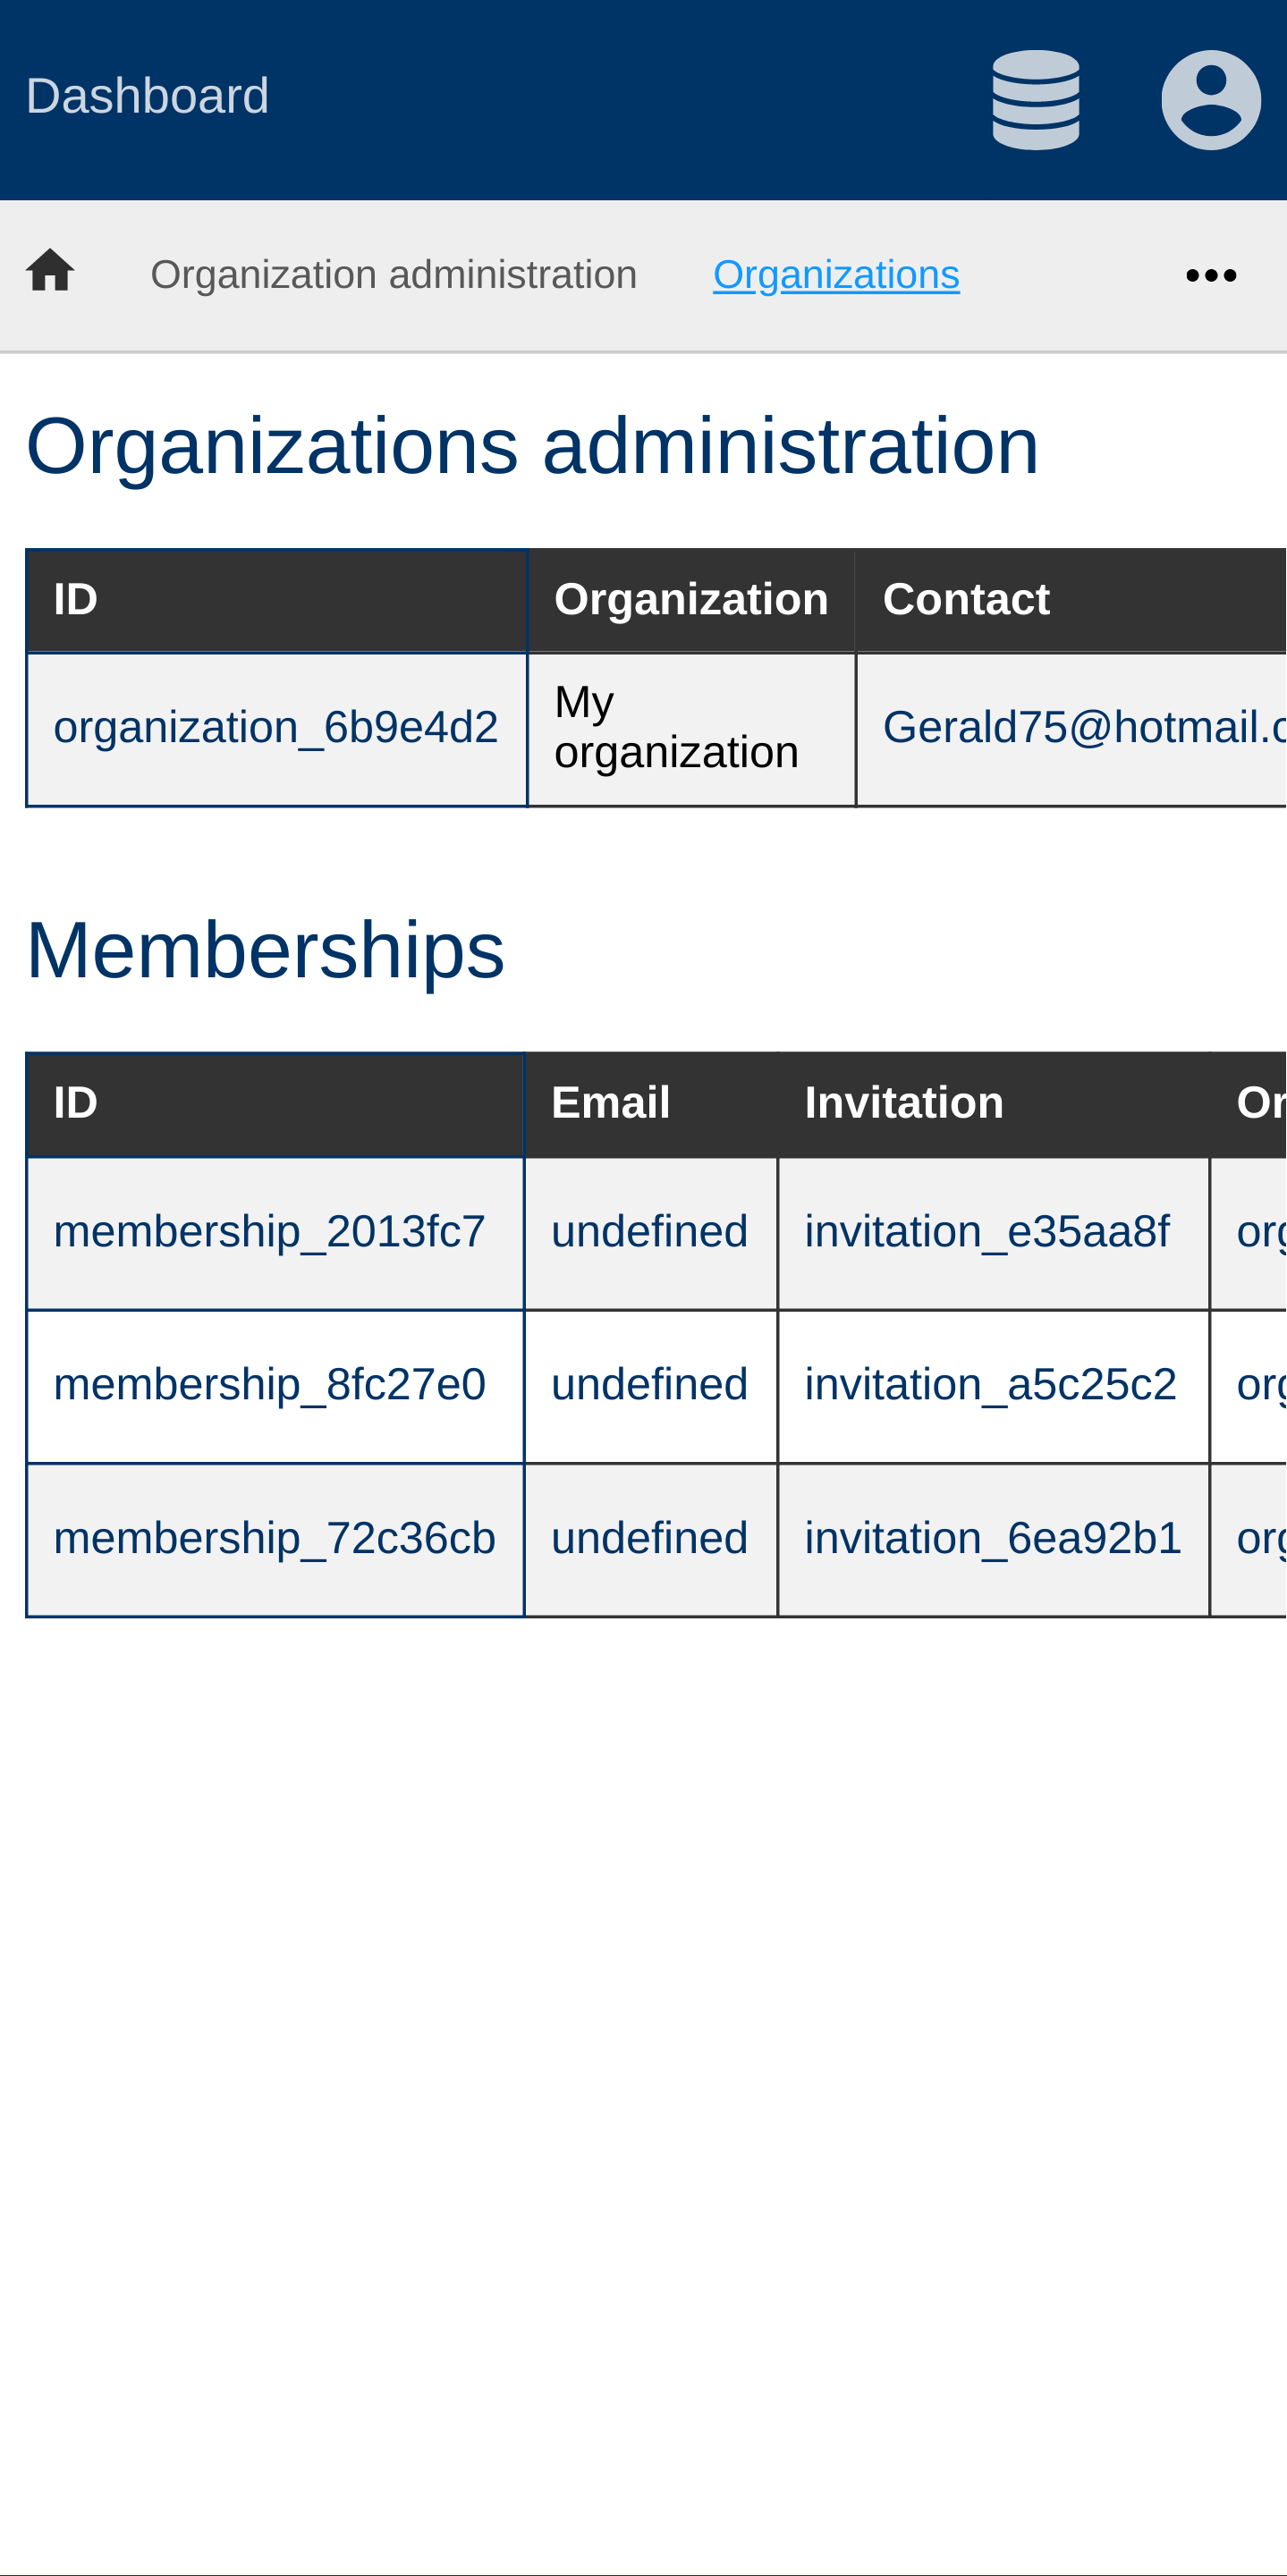 Dashboard
Organization administration Organizations
Organizations administration
ID Organization Contact
organization_6b9e4d2 My organization Gerald75@hotmail.c
Memberships
ID Email Invitation Or
membership_2013fc7 undefined invitation_e35aa8f org
membership_8fc27e0 undefined invitation_a5c25c2 org
membership_72c36cb undefined invitation_6ea92b1 org